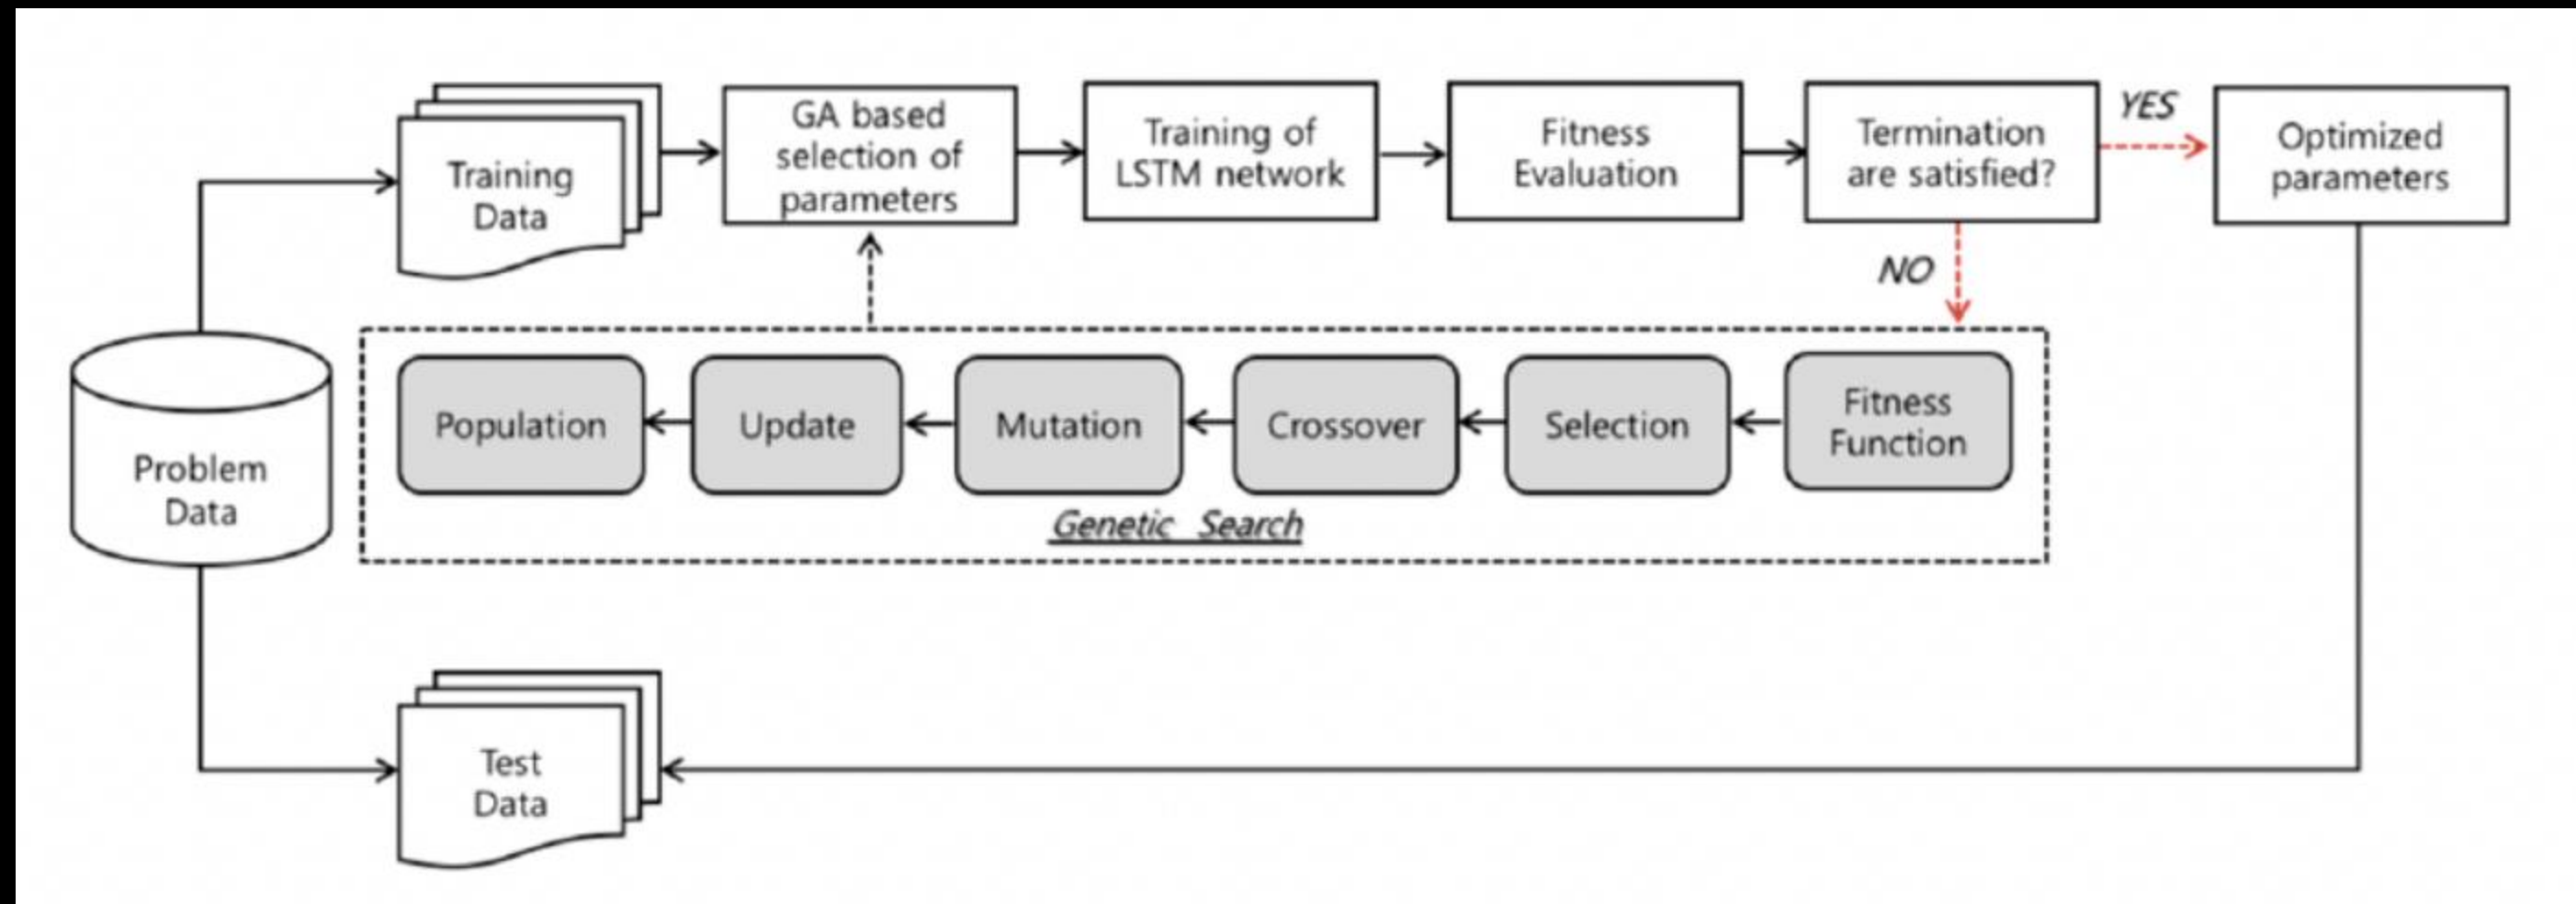 Training
Data
GA based
selection of
parameters
Training of
LSTM network
Fitness
Evaluation
Termination
are satisfied?
YES
Optimized
parameters
NO
Problem
Data
Population
Update
Mutation
Crossover
Selection
Fitness
Function
Genetic Search
Test
Data